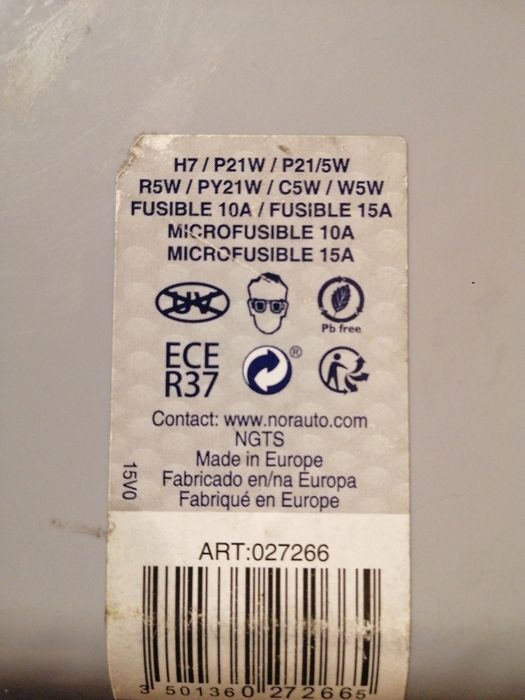 H7 / P21W / P21/5W
R5W / PY21W / C5W / W5W
FUSIBLE 10A / FUSIBLE 15A
MICROFUSIBLE 10A
MICROFUSIBLE 15A
UV
Pb free
ECE
R37
®
Contact: www.norauto.com
NGTS
Made in Europe
Fabricado en/na Europa
Fabriqué en Europe
15V0
ART:027266
3 501360 272665